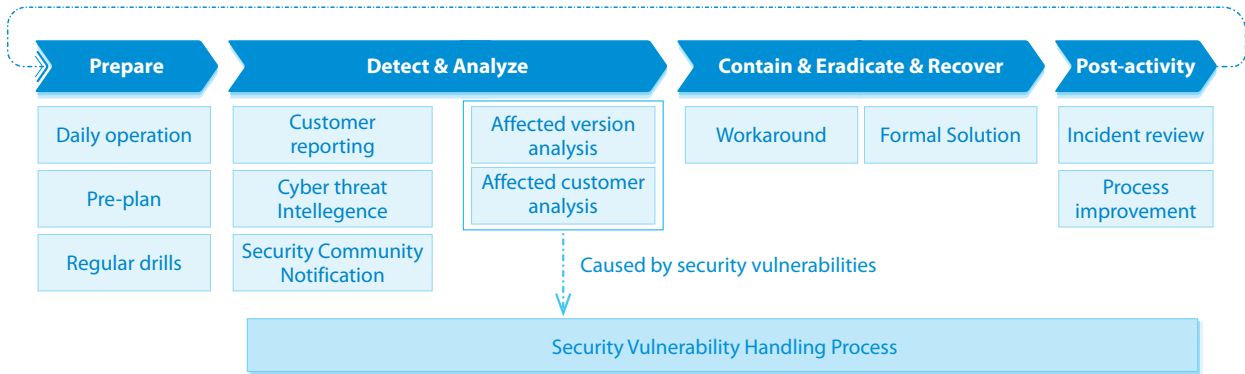 Prepare
Detect & Analyze
Contain & Eradicate & Recover
Post-activity
Daily operation
Pre-plan
Regular drills
Customer
reporting
Cyber threat
Intellegence
Security Community
Notification
Affected version
analysis
Affected customer
analysis
Workaround
Formal Solution
Incident review
Process
improvement
Caused by security vulnerabilities
Security Vulnerability Handling Process